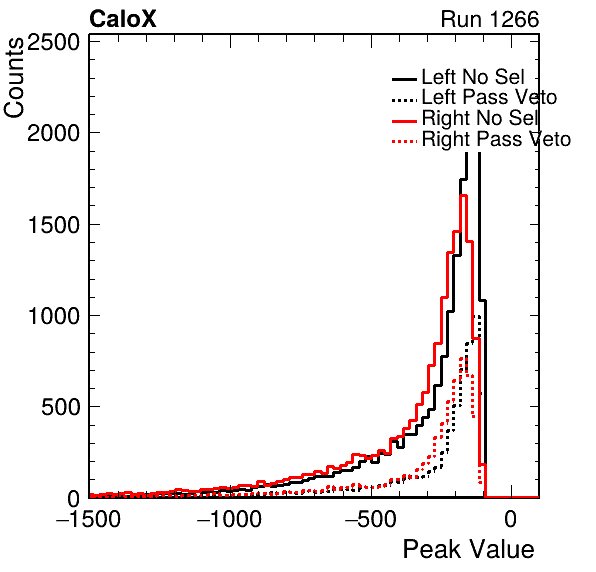 CaloX Run 1266
Counts
2500
2000
1500
1000
500
0
Left No Sel
Left Pass Veto
Right No Sel
Right Pass Veto
−1500 −1000 −500 0
Peak Value